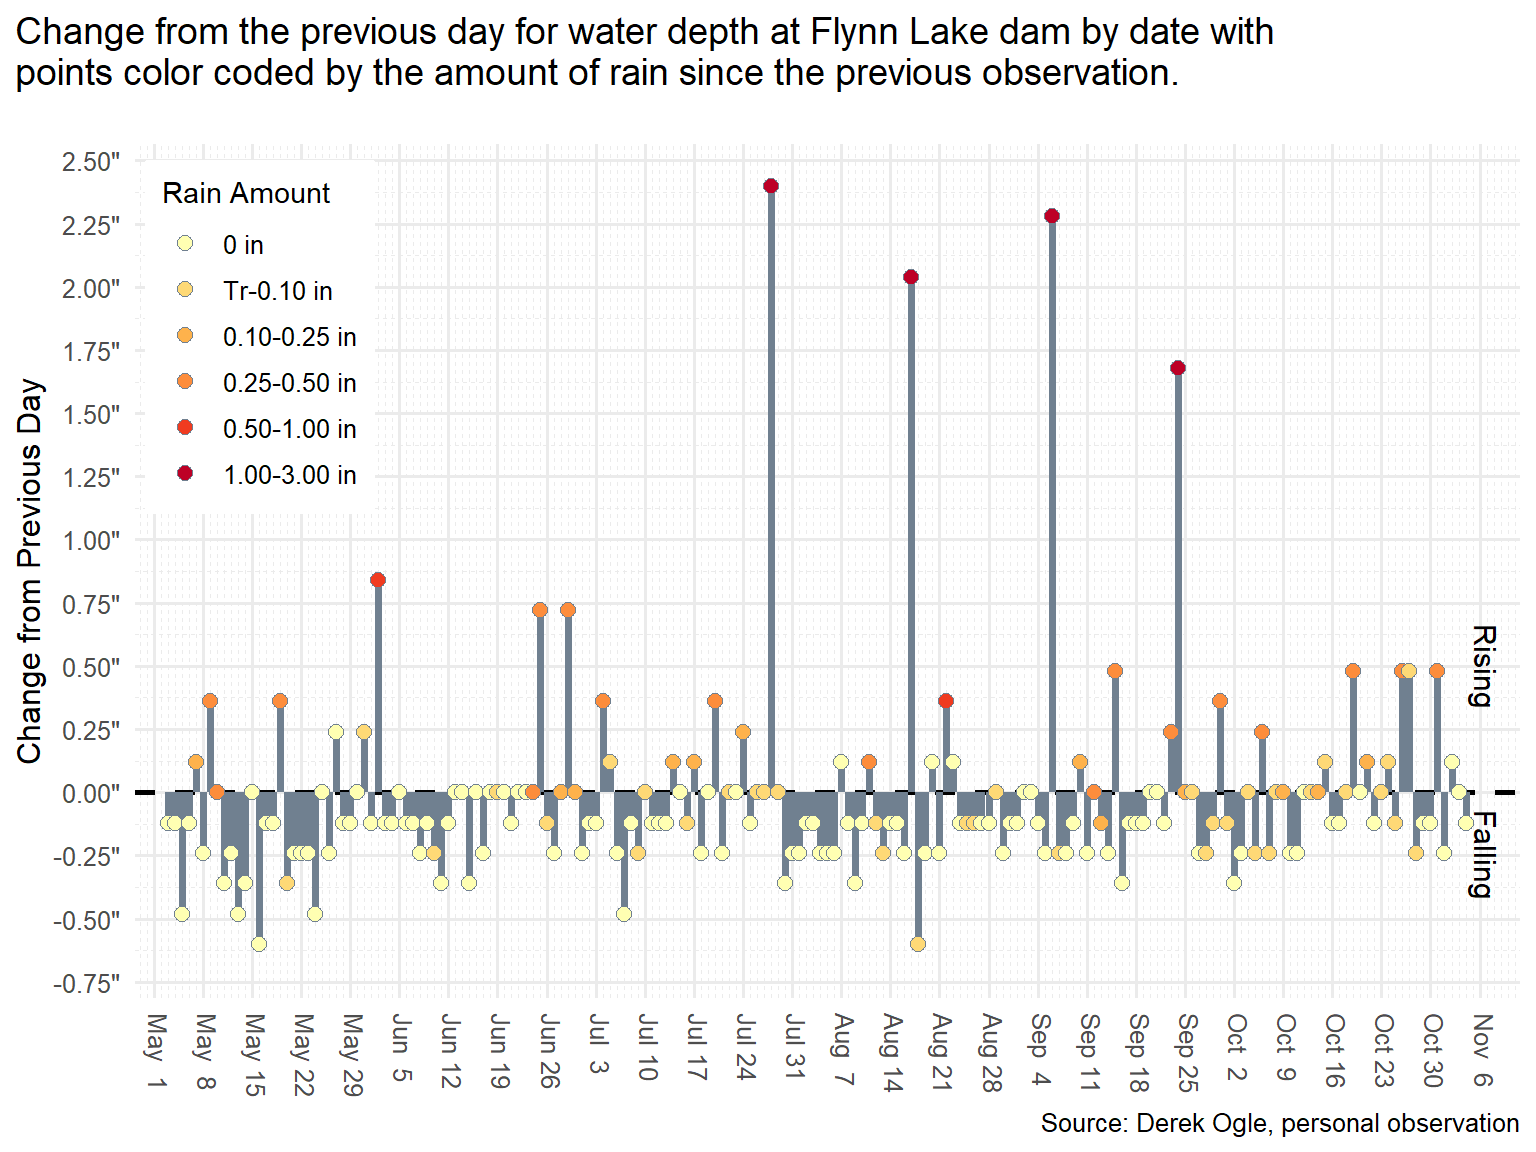 Change from the previous day for water depth at Flynn Lake dam by date with
points color coded by the amount of rain since the previous observation.
Change from Previous Day
2.50"
2.25"
2.00"
1.75"
1.50"
1.25"
1.00"
0.75"
0.50"
0.25"
0.00"
-0.25"
-0.50"
-0.75"
Rain Amount
0 in
Tr-0.10 in
0.10-0.25 in
0.25-0.50 in
0.50-1.00 in
1.00-3.00 in
Rising
Falling
May 1
May 8
May 15
May 22
May 29
Jun 5
Jun 12
Jun 19
Jun 26
Jul 3
Jul 10
Jul 17
Jul 24
Jul 31
Aug 7
Aug 14
Aug 21
Aug 28
Sep 4
Sep 11
Sep 18
Sep 25
Oct 2
Oct 9
Oct 16
Oct 23
Oct 30
Nov 6
Source: Derek Ogle, personal observation